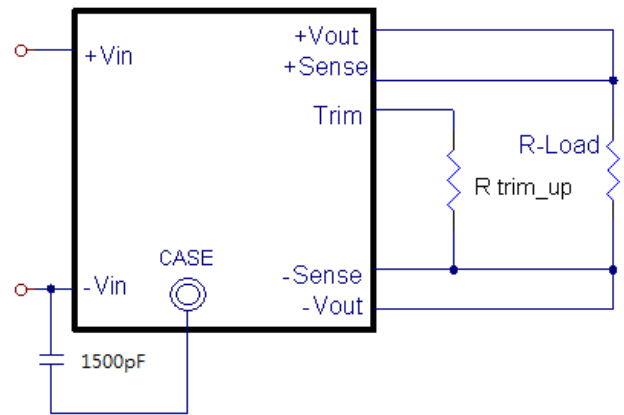 +Vout
+Vin
+Sense
Trim
R-Load
R trim_up
CASE
-Vin
-Sense
-Vout
1500pF